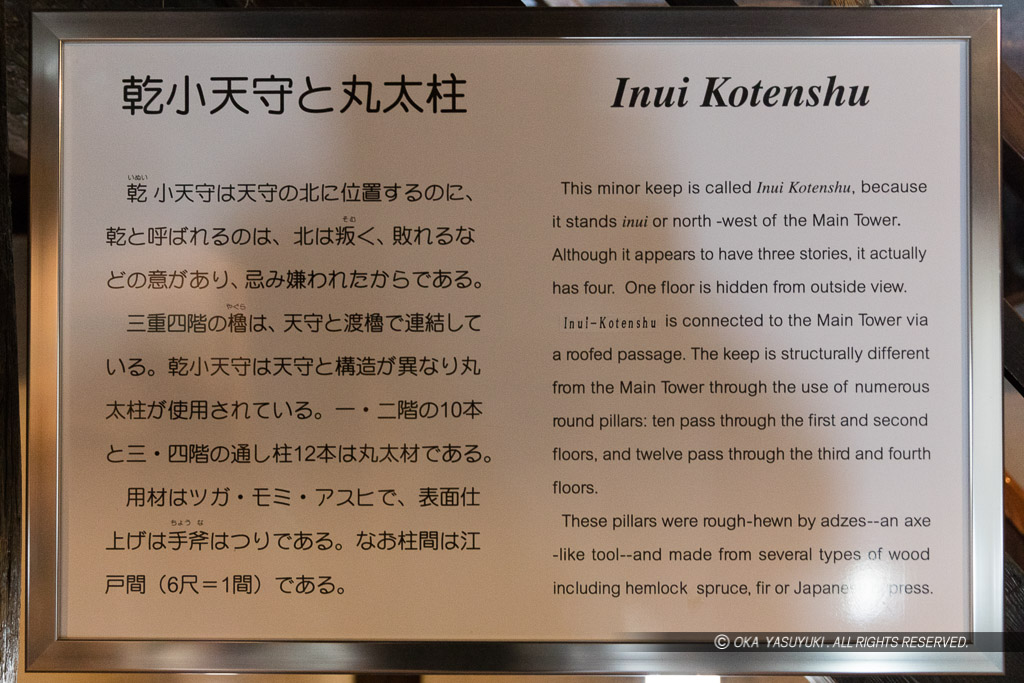 乾小天守と丸太柱
いぬい
乾 小天守は天守の北に位置するのに、
そむ
乾と呼ばれるのは、北は叛く、敗れるな
どの意があり、忌み嫌われたからである。
やぐら
三重四階の櫓は、天守と渡櫓で連結して
いる。乾小天守は天守と構造が異なり丸
太柱が使用されている。一・二階の10本
と三・四階の通し柱12本は丸太材である。
用材はツガ・モミ・アスヒで、表面仕
ちょう な
上げは手斧はつりである。なお柱間は江
戸間（6尺＝1間）である。
Inui Kotenshu
This minor keep is called Inui Kotenshu, because
it stands inui or north -west of the Main Tower.
Although it appears to have three stories, it actually
has four. One floor is hidden from outside view.
Inui-Kotenshu is connected to the Main Tower via
a roofed passage. The keep is structurally different
from the Main Tower through the use of numerous
round pillars: ten pass through the first and second
floors, and twelve pass through the third and fourth
floors.
These pillars were rough-hewn by adzes--an axe
-like tool--and made from several types of wood
including hemlock spruce, fir or
© OKA YASUYUKI . ALL RIGHTS RESERVED.